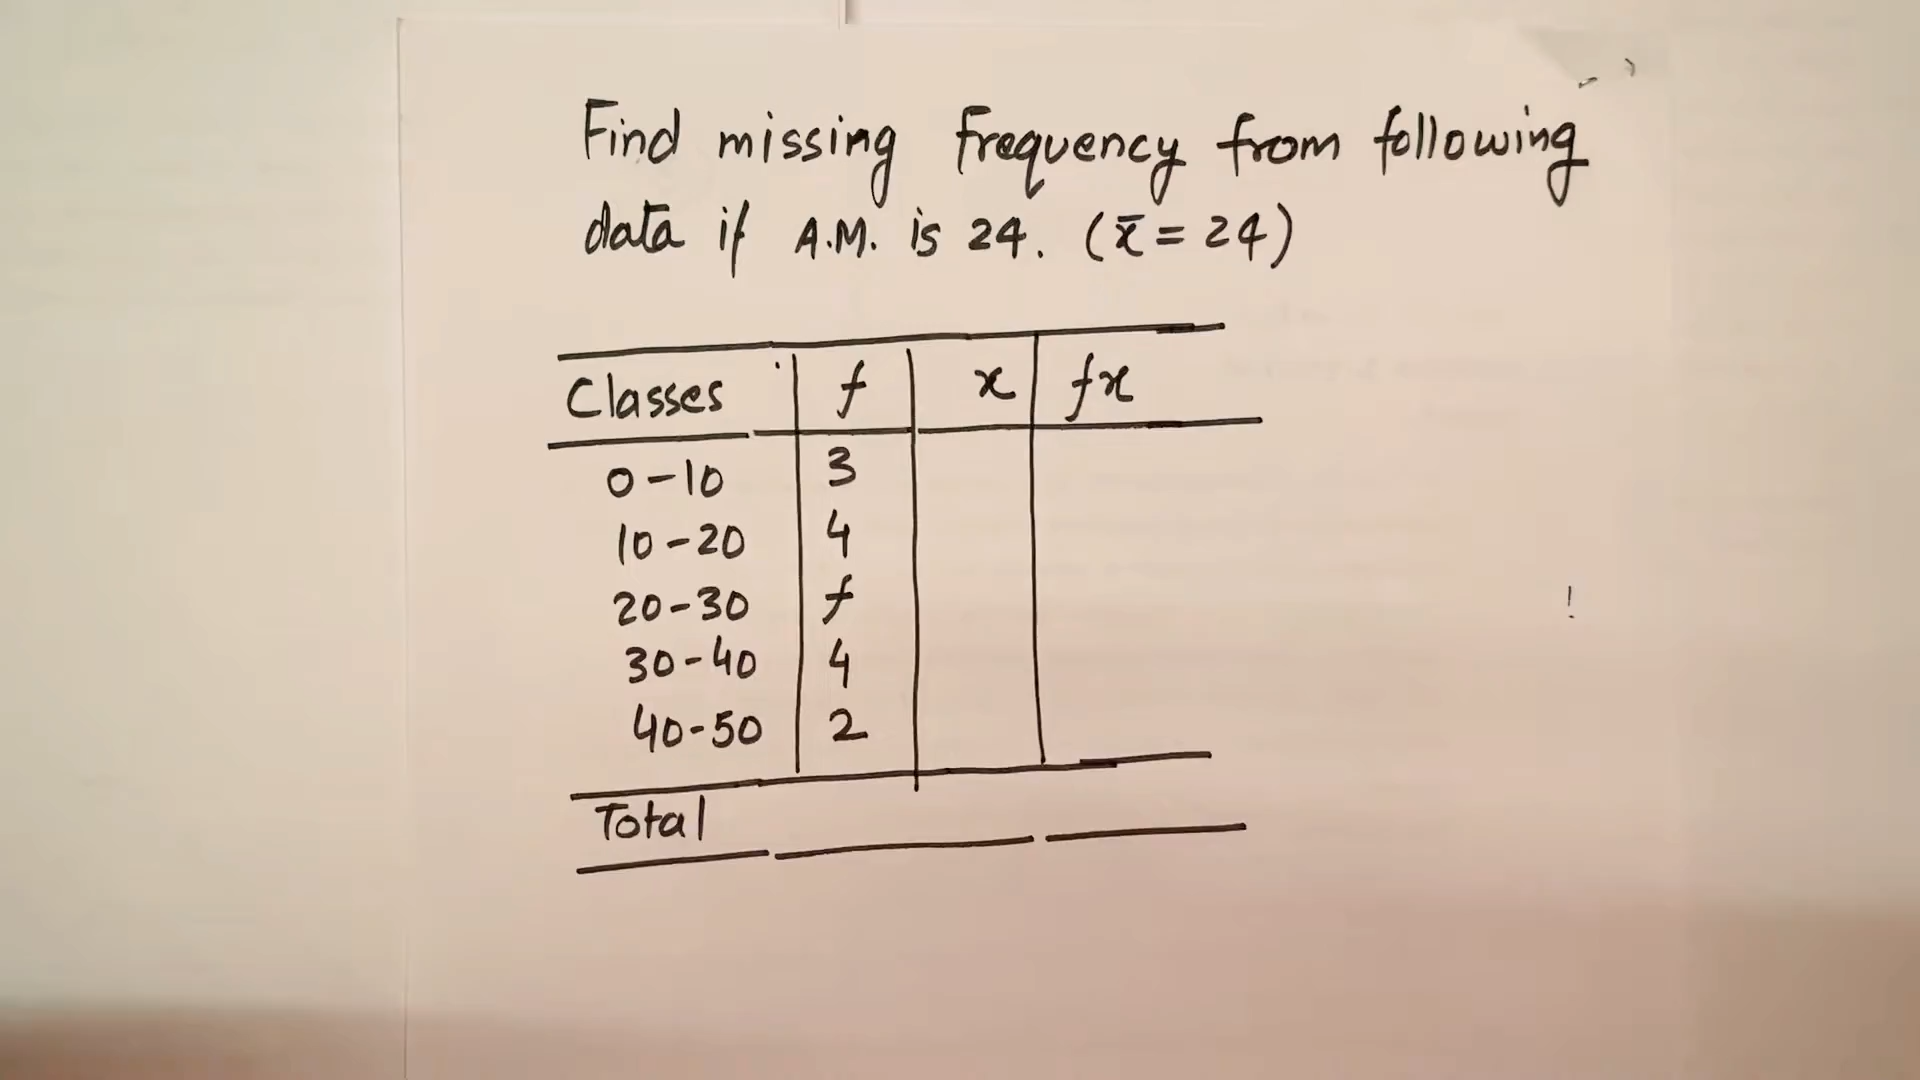 Find missing frequency from following
data if A.M. is 24. (x̄ = 24)
Classes f x fx
0-10 3
10-20 4
20-30 f
30-40 4
40-50 2
Total